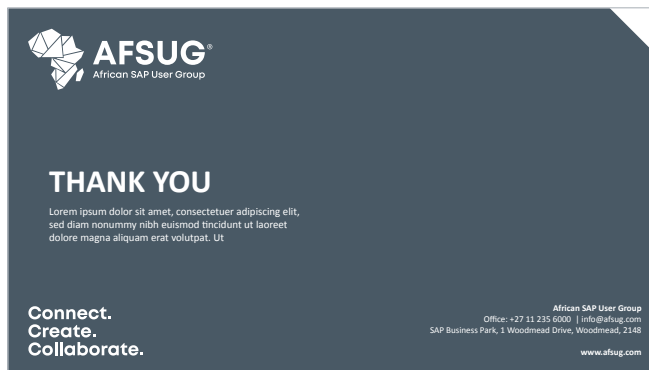 AFSUG®
African SAP User Group
THANK YOU
Lorem ipsum dolor sit amet, consectetuer adipiscing elit,
sed diam nonummy nibh euismod tincidunt ut laoreet
dolore magna aliquam erat volutpat. Ut
Connect.
Create.
Collaborate.
African SAP User Group
Office: +27 11 235 6000 | info@afsug.com
SAP Business Park, 1 Woodmead Drive, Woodmead, 2148
www.afsug.com